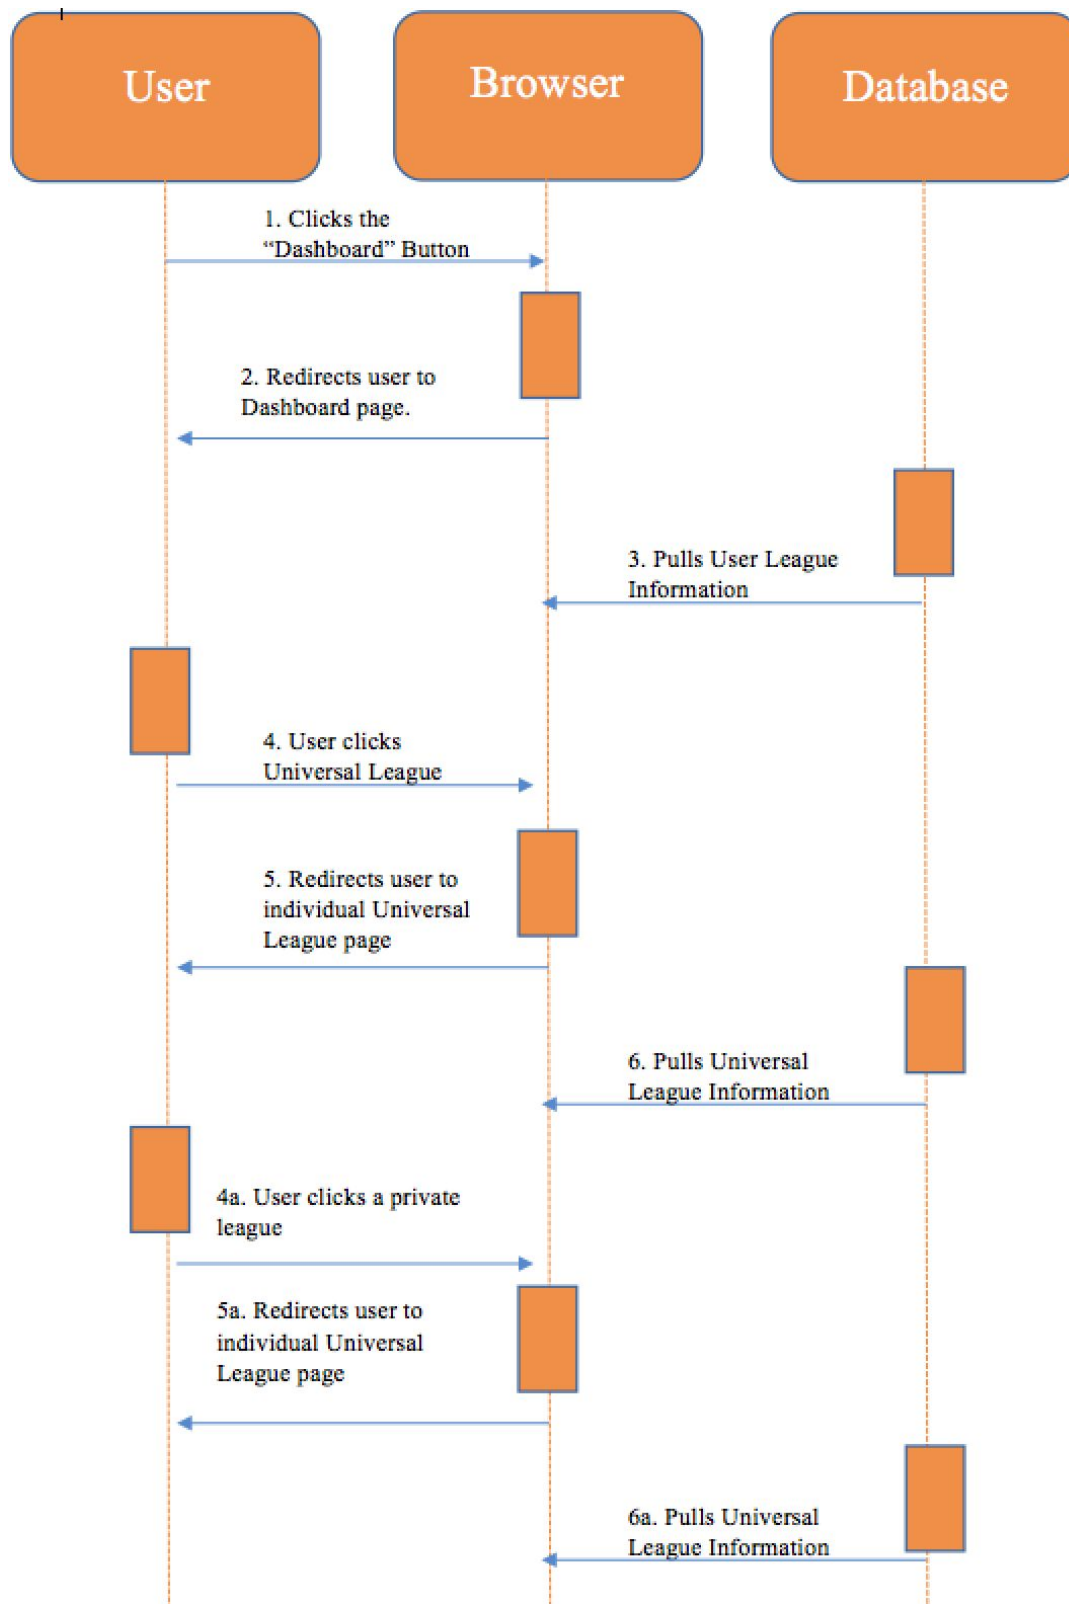 User
Browser
Database
1. Clicks the
“Dashboard” Button
2. Redirects user to
Dashboard page.
3. Pulls User League
Information
4. User clicks
Universal League
5. Redirects user to
individual Universal
League page
6. Pulls Universal
League Information
4a. User clicks a private
league
5a. Redirects user to
individual Universal
League page
6a. Pulls Universal
League Information